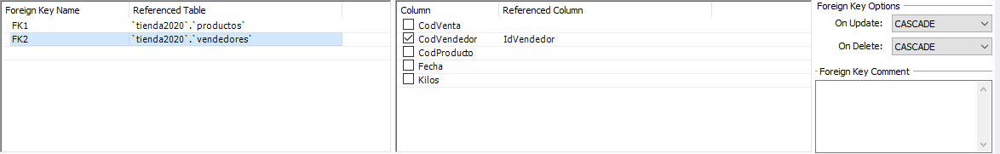 Foreign Key Name Referenced Table
FK1 `tienda2020`.`productos`
FK2 `tienda2020`.`vendedores`
Column Referenced Column
CodVenta
CodVendedor IdVendedor
CodProducto
Fecha
Kilos
Foreign Key Options
On Update: CASCADE
On Delete: CASCADE
Foreign Key Comment